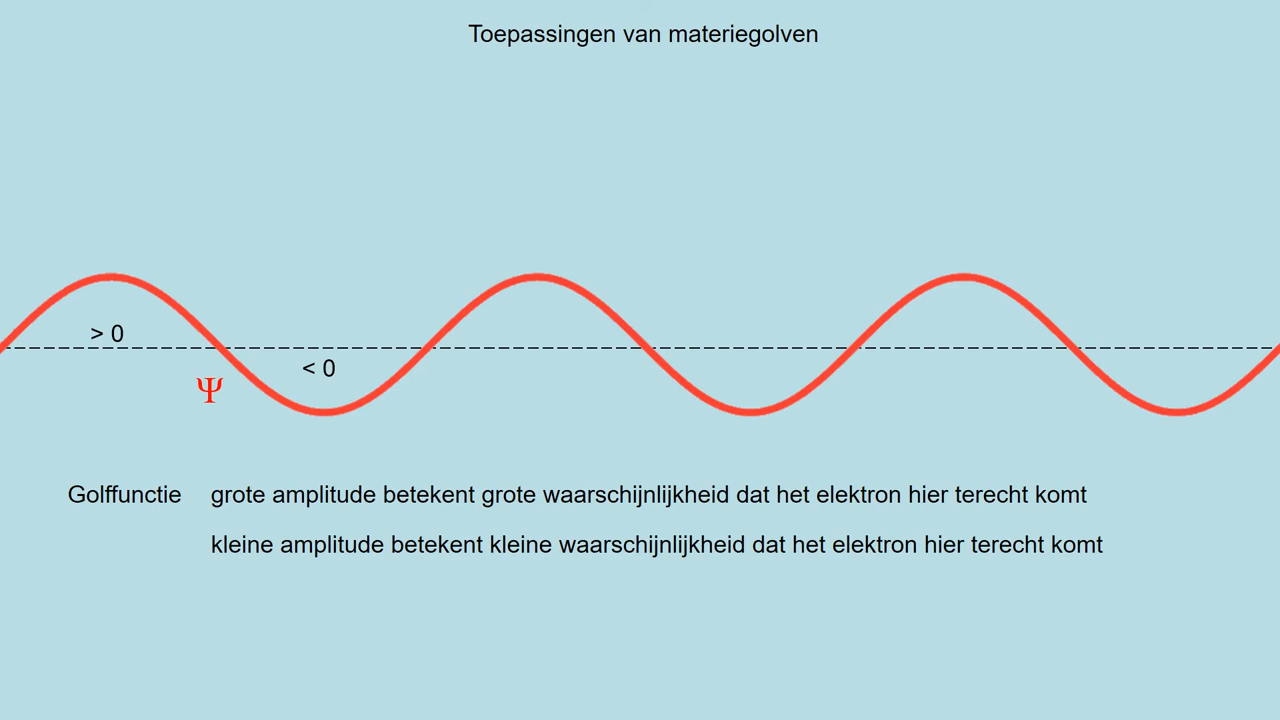 Toepassingen van materiegolven
> 0
< 0
Ψ
Golffunctie grote amplitude betekent grote waarschijnlijkheid dat het elektron hier terecht komt
kleine amplitude betekent kleine waarschijnlijkheid dat het elektron hier terecht komt